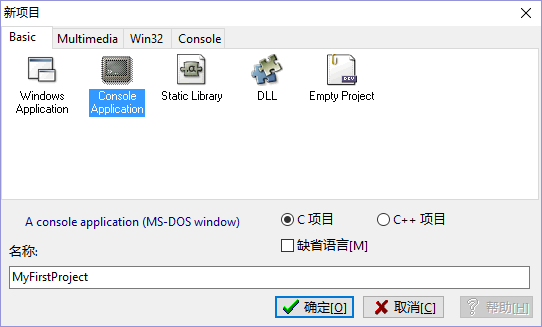 新项目
Basic Multimedia Win32 Console
Windows Application
Console Application
Static Library
DLL
Empty Project
DEV
A console application (MS-DOS window)
C 项目
C++ 项目
缺省语言[M]
名称:
MyFirstProject
确定[O] 取消[C] 帮助[H]